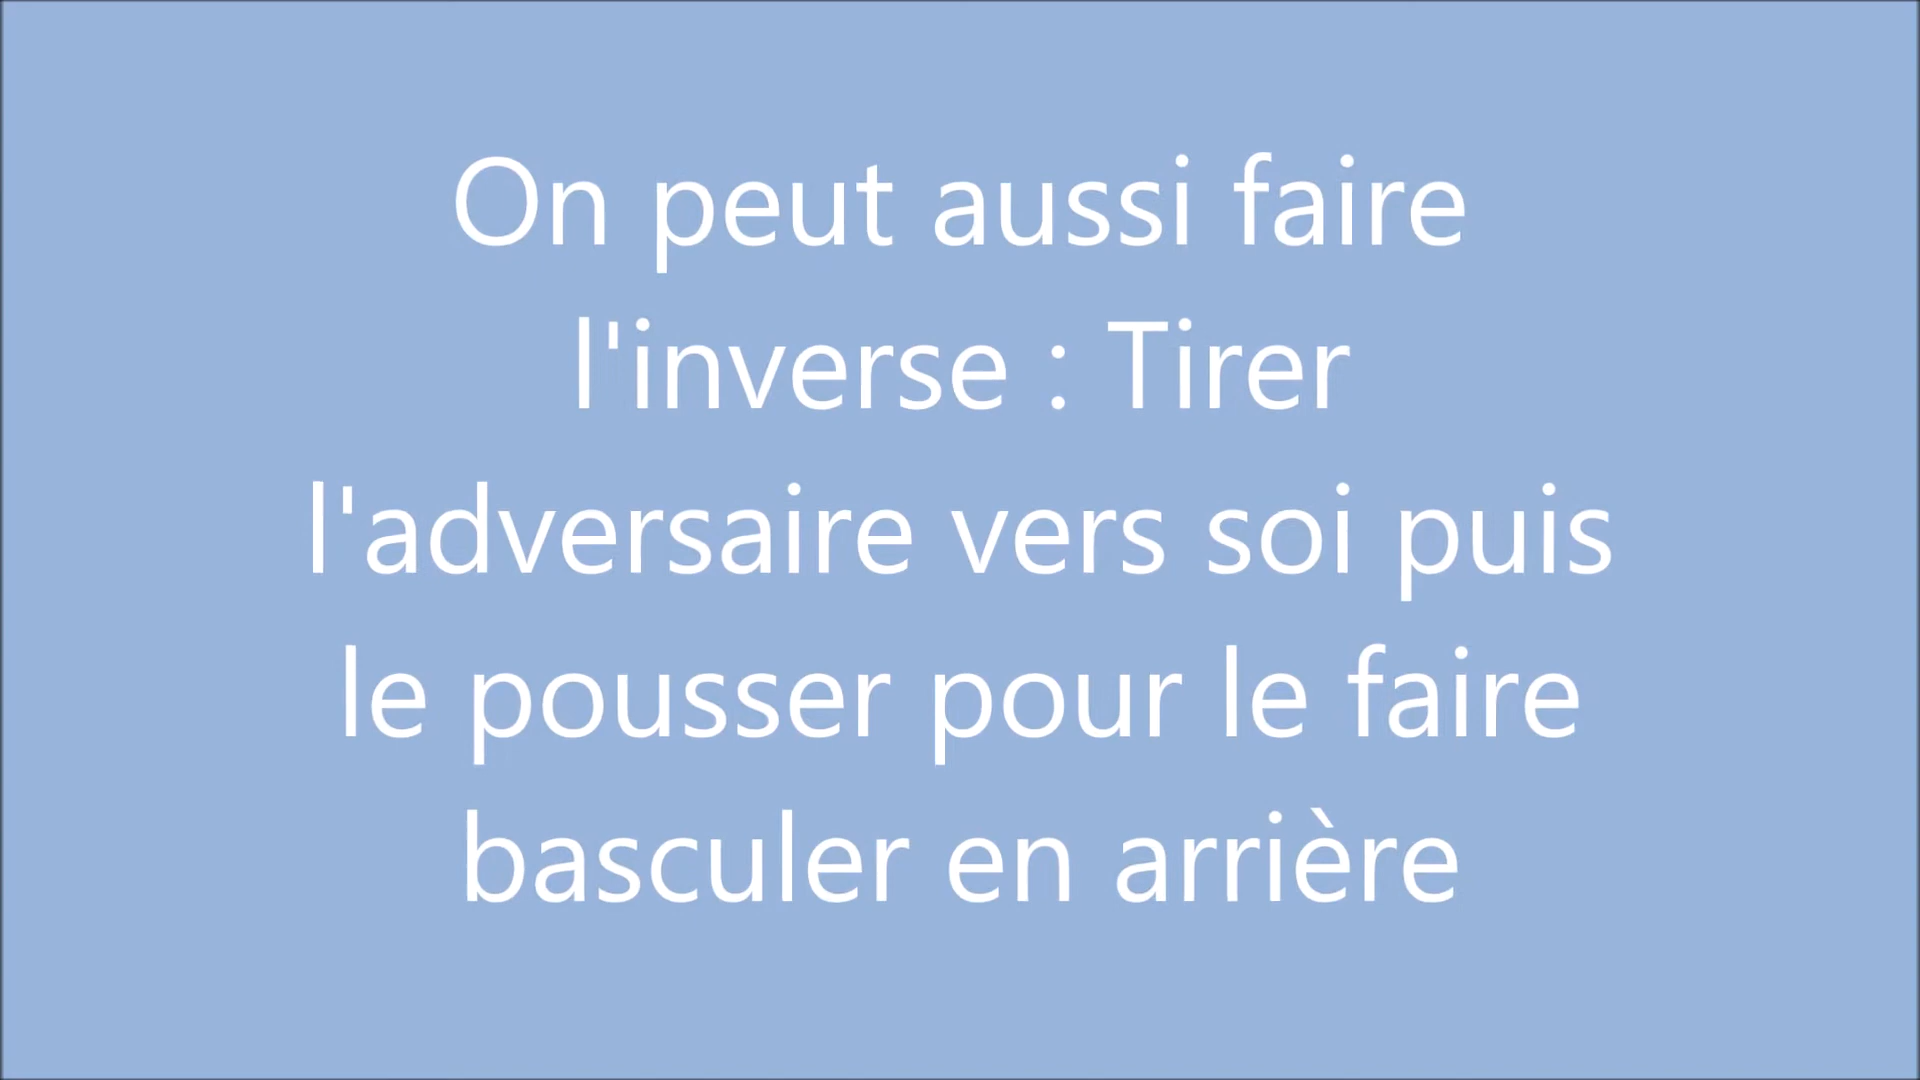 On peut aussi faire
l'inverse : Tirer
l'adversaire vers soi puis
le pousser pour le faire
basculer en arrière